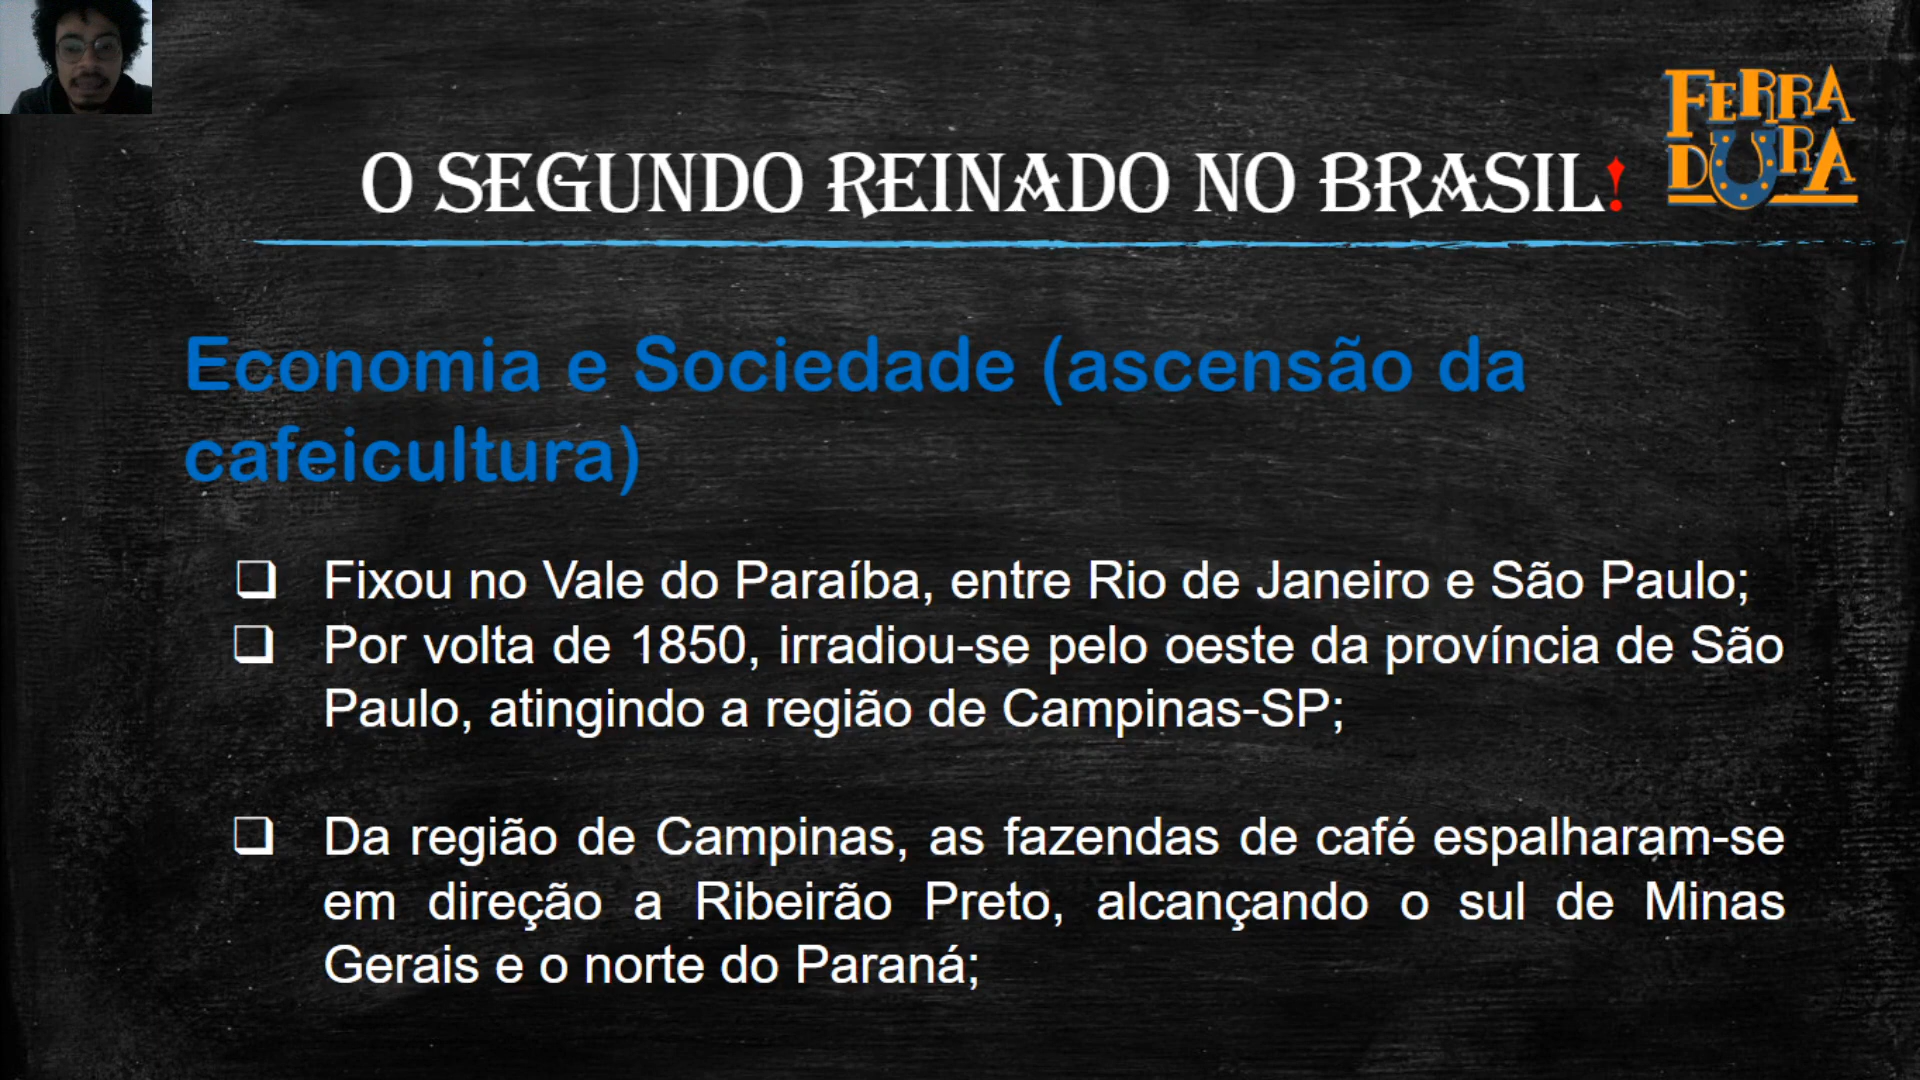 FERRA
DURA
O SEGUNDO REINADO NO BRASIL!
Economia e Sociedade (ascensão da
cafeicultura)
Fixou no Vale do Paraíba, entre Rio de Janeiro e São Paulo;
Por volta de 1850, irradiou-se pelo oeste da província de São
Paulo, atingindo a região de Campinas-SP;
Da região de Campinas, as fazendas de café espalharam-se
em direção a Ribeirão Preto, alcançando o sul de Minas
Gerais e o norte do Paraná;